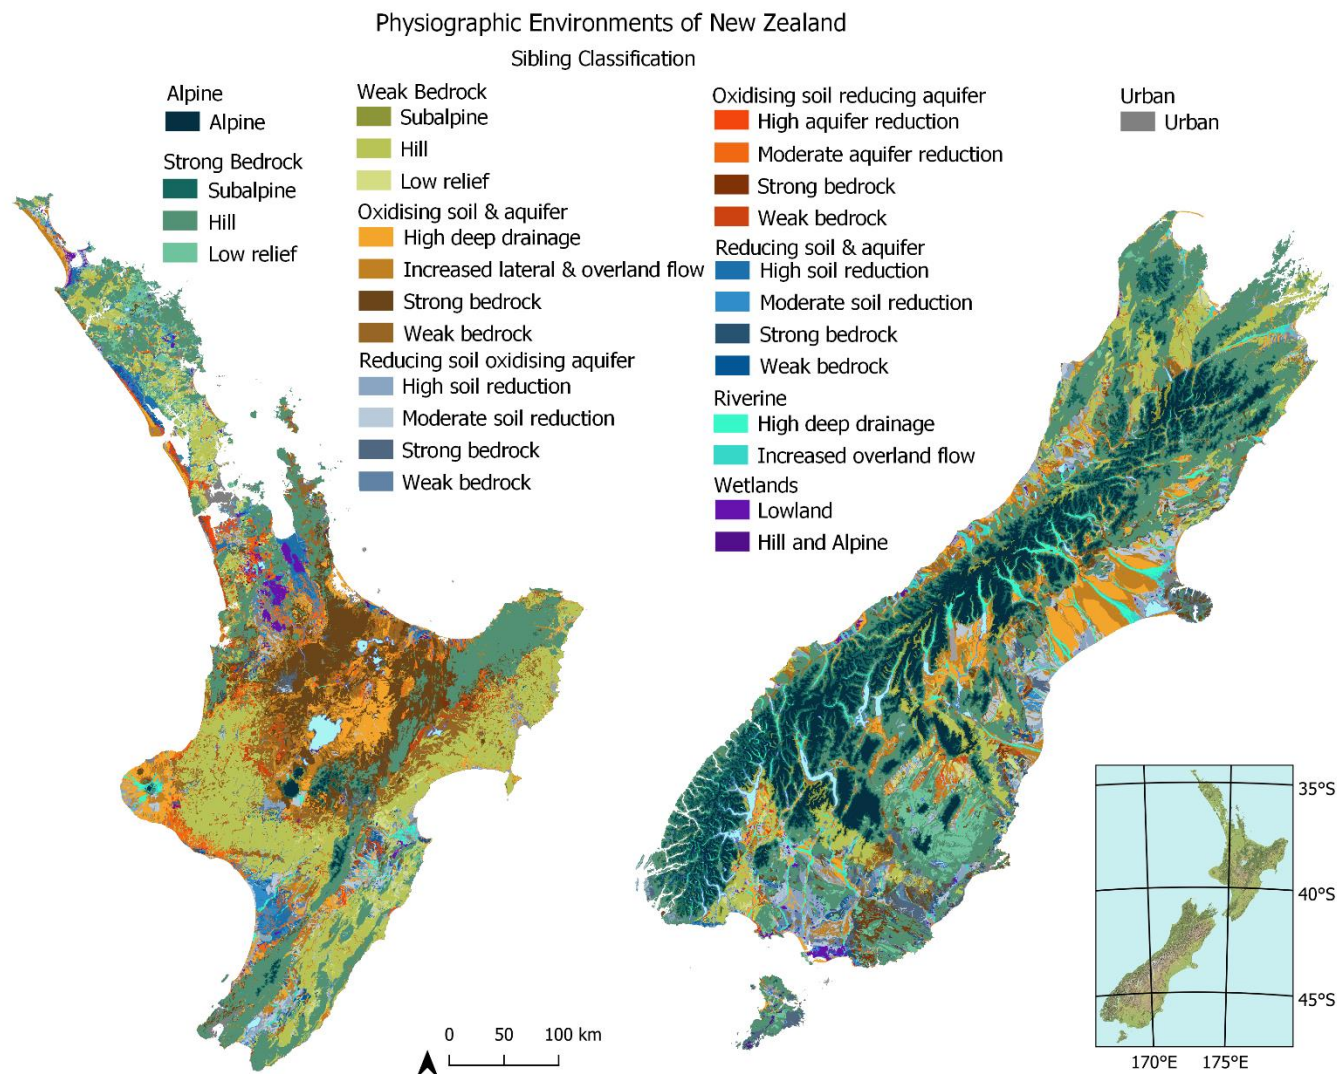 Physiographic Environments of New Zealand
Sibling Classification
Alpine
Alpine
Strong Bedrock
Subalpine
Hill
Low relief
Weak Bedrock
Subalpine
Hill
Low relief
Oxidising soil & aquifer
High deep drainage
Increased lateral & overland flow
Strong bedrock
Weak bedrock
Reducing soil oxidising aquifer
High soil reduction
Moderate soil reduction
Strong bedrock
Weak bedrock
Oxidising soil reducing aquifer
High aquifer reduction
Moderate aquifer reduction
Strong bedrock
Weak bedrock
Reducing soil & aquifer
High soil reduction
Moderate soil reduction
Strong bedrock
Weak bedrock
Riverine
High deep drainage
Increased overland flow
Wetlands
Lowland
Hill and Alpine
Urban
Urban
0 50 100 km
35°S
40°S
45°S
170°E 175°E